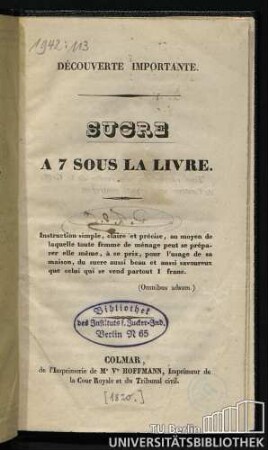 1942:113
DÉCOUVERTE IMPORTANTE.
SUCRE
A 7 SOUS LA LIVRE.
Instruction simple, claire et précise, au moyen de
laquelle toute femme de ménage peut se prépa-
rer elle même, à ce prix, pour l'usage de sa
maison, du sucre aussi beau et aussi savoureux
que celui qui se vend partout 1 franc.
(Omnibus adsum.)
Bibliothek
des Instituts f. Zucker-Ind.
Berlin N 65
COLMAR,
de l'Imprimerie de Mᵉ Vᵉ HOFFMANN, Imprimeur de
la Cour Royale et du Tribunal civil.
[1820.]
TU Berlin
UNIVERSITÄTSBIBLIOTHEK